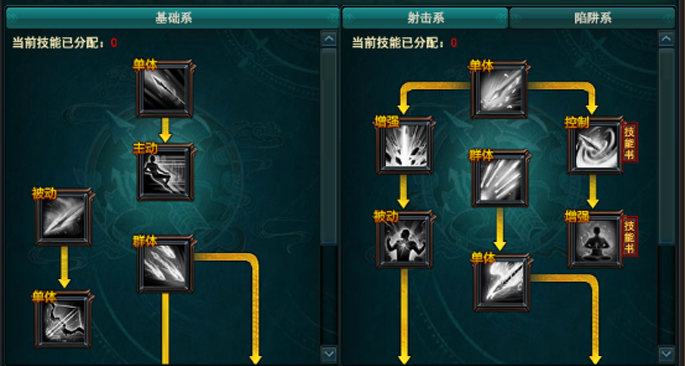 基础系
射击系
陷阱系
当前技能已分配：0
当前技能已分配：0
单体
主动
被动
群体
单体
单体
增强
控制
技能书
群体
被动
增强
技能书
单体